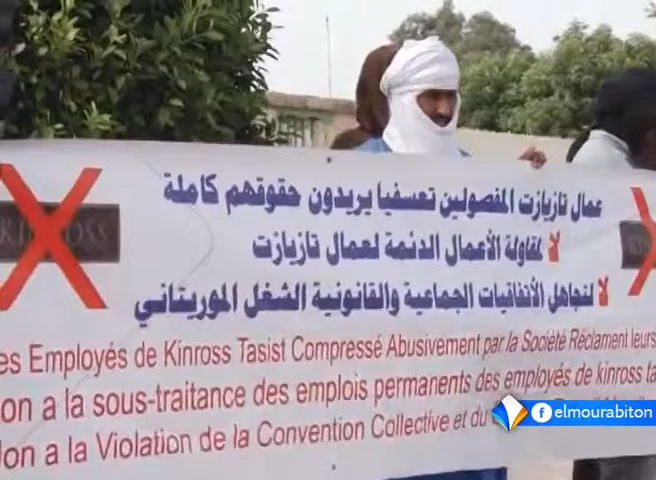 عمال تازيازت المفصولين تعسفيا يريدون حقوقهم كاملة
لا لمقاولة الأعمال الدئمة لعمال تازيازت
لا لتجاهل الأتفاقيات الجماعية والقانونية الشغل الموريتاني
KINROSS
es Employés de Kinross Tasist Compressé Abusivement par la Société Réclament leurs
on a la sous-traitance des emplois permanents des employés de kinross ta
on a la Violation de la Convention Collective et du
elmourabiton